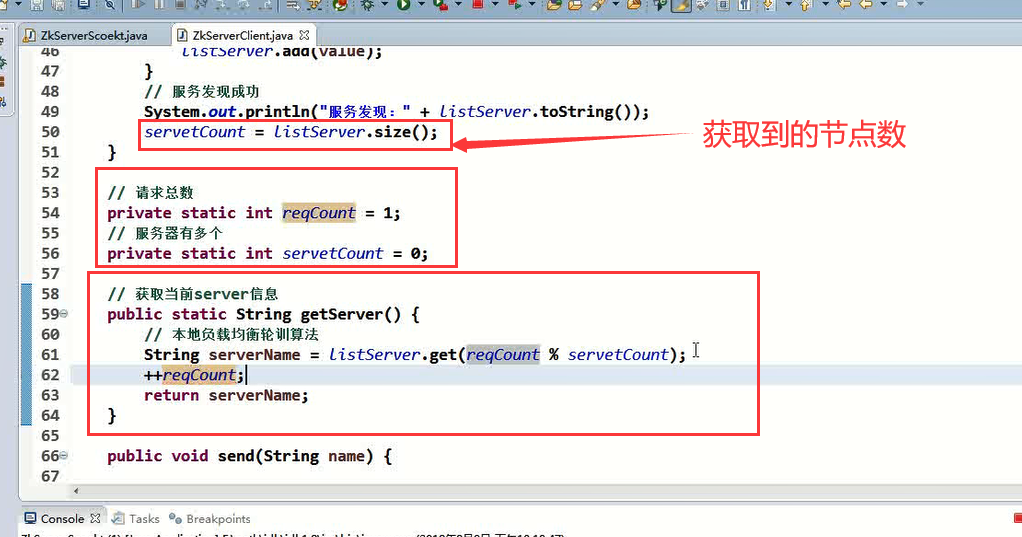 ZkServerScoekt.java
ZkServerClient.java
46 listServer.add(value);
47 }
48 // 服务发现成功
49 System.out.println("服务发现：" + listServer.toString());
50 servetCount = listServer.size();
获取到的节点数
51 }
52
53 // 请求总数
54 private static int reqCount = 1;
55 // 服务器有多个
56 private static int servetCount = 0;
57
58 // 获取当前server信息
59 public static String getServer() {
60 // 本地负载均衡轮训算法
61 String serverName = listServer.get(reqCount % servetCount);
62 ++reqCount;
63 return serverName;
64 }
65
66 public void send(String name) {
67
Console Tasks Breakpoints